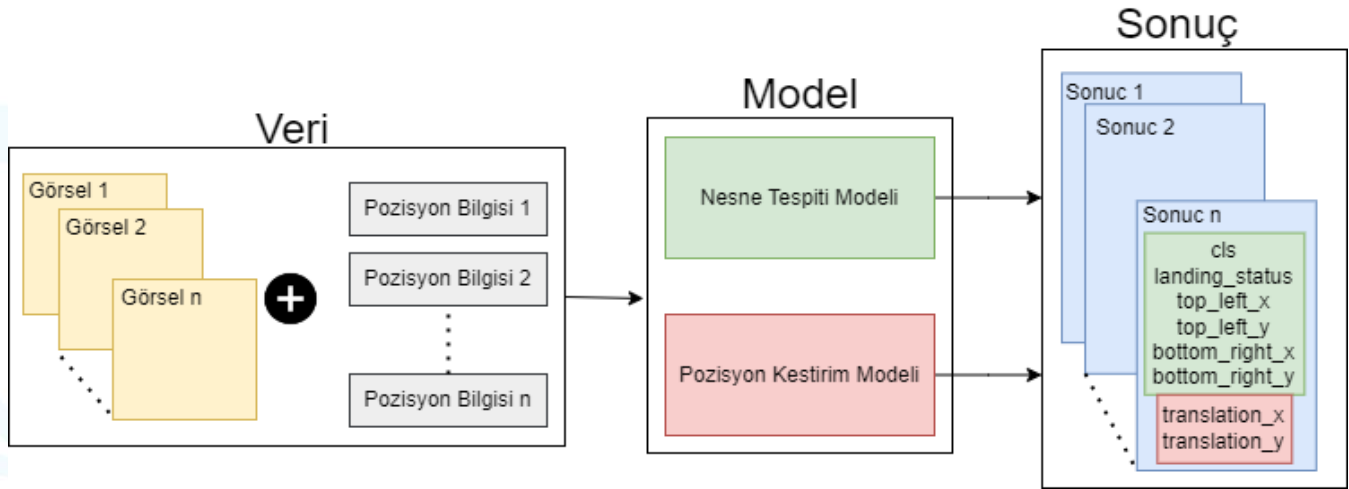 Veri
Görsel 1
Görsel 2
Görsel n
Pozisyon Bilgisi 1
Pozisyon Bilgisi 2
Pozisyon Bilgisi n
Model
Nesne Tespiti Modeli
Pozisyon Kestirim Modeli
Sonuç
Sonuc 1
Sonuc 2
Sonuc n
cls
landing_status
top_left_x
top_left_y
bottom_right_x
bottom_right_y
translation_x
translation_y